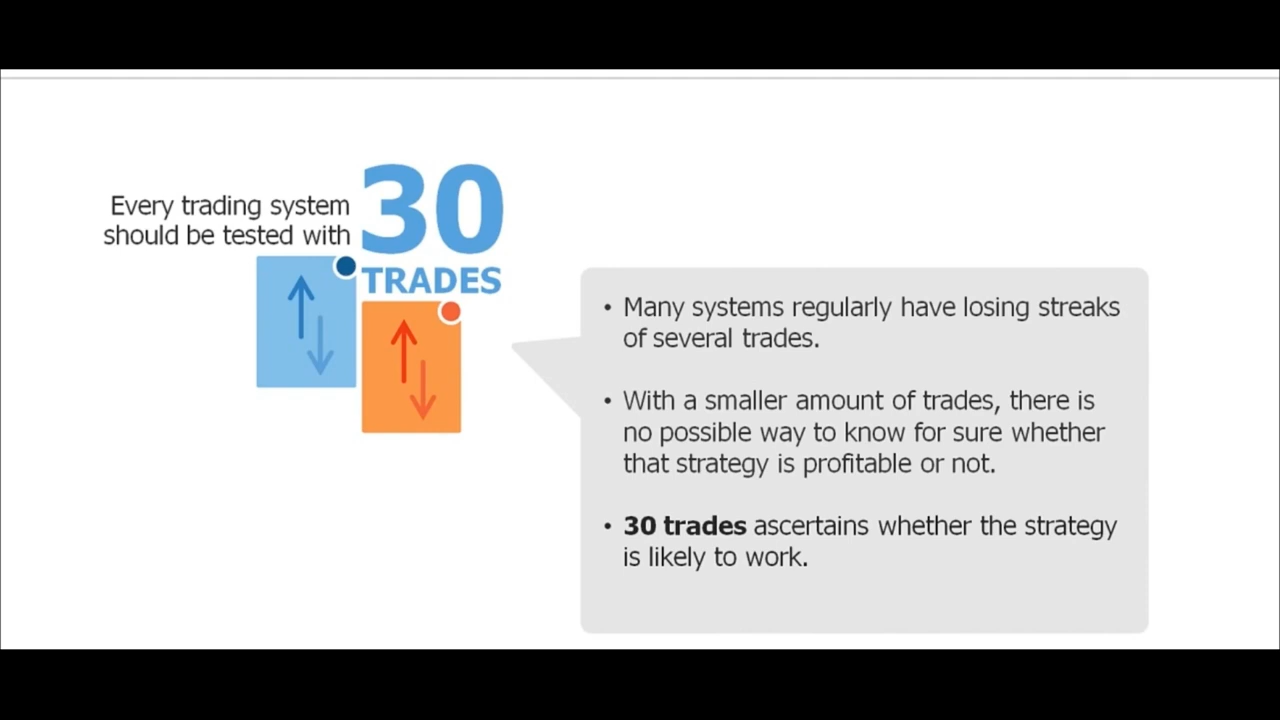 Every trading system
should be tested with
30
TRADES
• Many systems regularly have losing streaks
of several trades.
• With a smaller amount of trades, there is
no possible way to know for sure whether
that strategy is profitable or not.
• 30 trades ascertains whether the strategy
is likely to work.